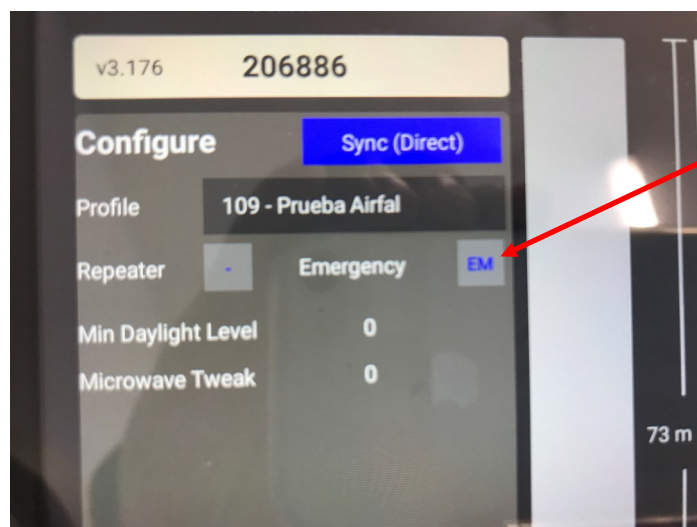 v3.176 206886
Configure Sync (Direct)
Profile 109 - Prueba Airfal
Repeater - Emergency EM
Min Daylight Level 0
Microwave Tweak 0
73 m